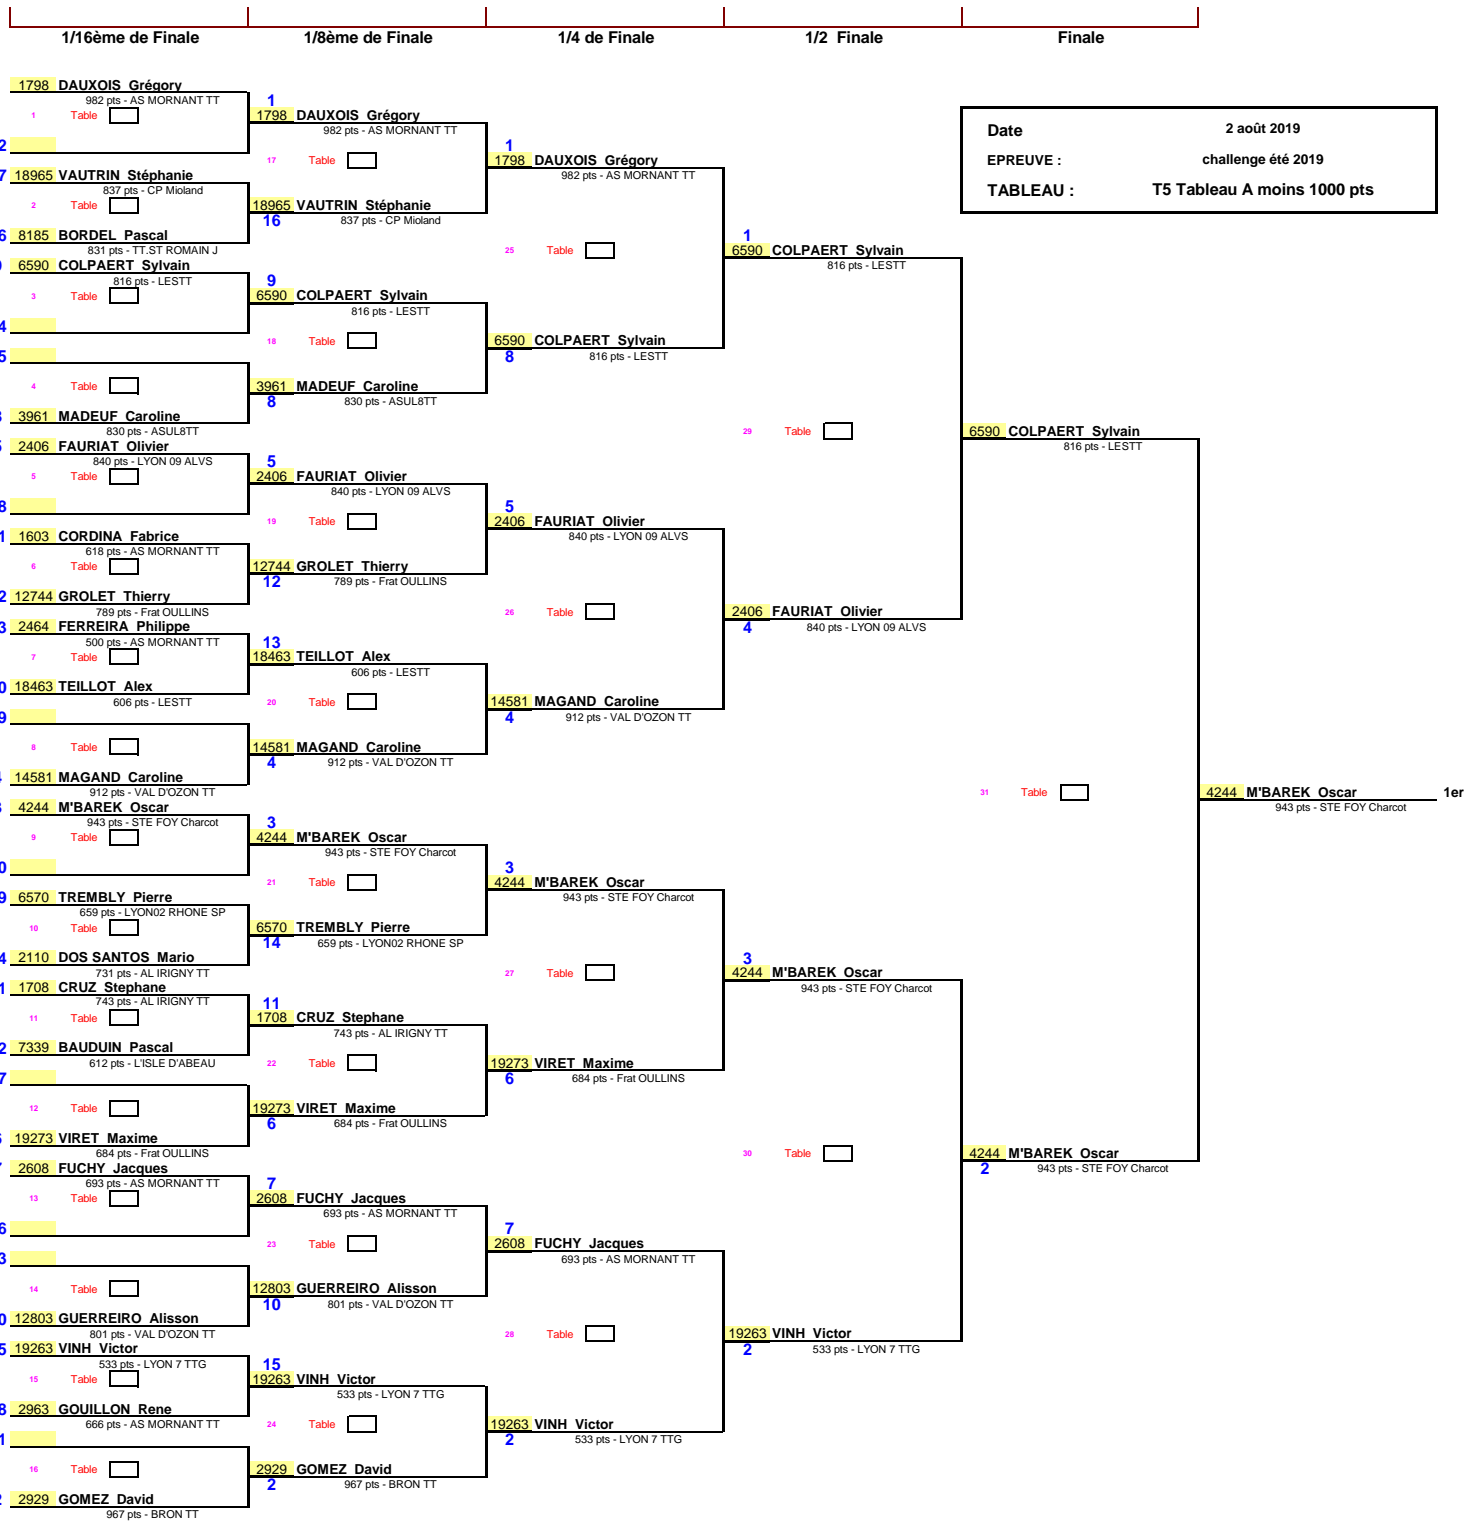 1/16ème de Finale
1/8ème de Finale
1/4 de Finale
1/2 Finale
Finale
Date 2 août 2019
EPREUVE : challenge été 2019
TABLEAU : T5 Tableau A moins 1000 pts
1798 DAUXOIS Grégory
982 pts - AS MORNANT TT
1 Table
2
7 18965 VAUTRIN Stéphanie
837 pts - CP Mioland
2 Table
6 8185 BORDEL Pascal
831 pts - TT.ST ROMAIN J
6590 COLPAERT Sylvain
816 pts - LESTT
3 Table
4
5
4 Table
3961 MADEUF Caroline
830 pts - ASUL8TT
2406 FAURIAT Olivier
840 pts - LYON 09 ALVS
5 Table
8
1 1603 CORDINA Fabrice
618 pts - AS MORNANT TT
6 Table
2 12744 GROLET Thierry
789 pts - Frat OULLINS
3 2464 FERREIRA Philippe
500 pts - AS MORNANT TT
7 Table
0 18463 TEILLOT Alex
606 pts - LESTT
9
8 Table
14581 MAGAND Caroline
912 pts - VAL D'OZON TT
4244 M'BAREK Oscar
943 pts - STE FOY Charcot
9 Table
0
9 6570 TREMBLY Pierre
659 pts - LYON02 RHONE SP
10 Table
4 2110 DOS SANTOS Mario
731 pts - AL IRIGNY TT
1 1708 CRUZ Stephane
743 pts - AL IRIGNY TT
11 Table
2 7339 BAUDUIN Pascal
612 pts - L'ISLE D'ABEAU
7
12 Table
19273 VIRET Maxime
684 pts - Frat OULLINS
2608 FUCHY Jacques
693 pts - AS MORNANT TT
13 Table
6
3
14 Table
0 12803 GUERREIRO Alisson
801 pts - VAL D'OZON TT
5 19263 VINH Victor
533 pts - LYON 7 TTG
15 Table
8 2963 GOUILLON Rene
666 pts - AS MORNANT TT
1
16 Table
2929 GOMEZ David
967 pts - BRON TT
1
1798 DAUXOIS Grégory
982 pts - AS MORNANT TT
17 Table
18965 VAUTRIN Stéphanie
16 837 pts - CP Mioland
9
6590 COLPAERT Sylvain
816 pts - LESTT
18 Table
3961 MADEUF Caroline
8 830 pts - ASUL8TT
5
2406 FAURIAT Olivier
840 pts - LYON 09 ALVS
19 Table
12744 GROLET Thierry
12 789 pts - Frat OULLINS
13
18463 TEILLOT Alex
606 pts - LESTT
20 Table
14581 MAGAND Caroline
4 912 pts - VAL D'OZON TT
3
4244 M'BAREK Oscar
943 pts - STE FOY Charcot
21 Table
6570 TREMBLY Pierre
14 659 pts - LYON02 RHONE SP
11
1708 CRUZ Stephane
743 pts - AL IRIGNY TT
22 Table
19273 VIRET Maxime
6 684 pts - Frat OULLINS
7
2608 FUCHY Jacques
693 pts - AS MORNANT TT
23 Table
12803 GUERREIRO Alisson
10 801 pts - VAL D'OZON TT
15
19263 VINH Victor
533 pts - LYON 7 TTG
24 Table
2929 GOMEZ David
2 967 pts - BRON TT
1
1798 DAUXOIS Grégory
982 pts - AS MORNANT TT
25 Table
6590 COLPAERT Sylvain
8 816 pts - LESTT
5
2406 FAURIAT Olivier
840 pts - LYON 09 ALVS
26 Table
14581 MAGAND Caroline
4 912 pts - VAL D'OZON TT
3
4244 M'BAREK Oscar
943 pts - STE FOY Charcot
27 Table
19273 VIRET Maxime
6 684 pts - Frat OULLINS
7
2608 FUCHY Jacques
693 pts - AS MORNANT TT
28 Table
19263 VINH Victor
2 533 pts - LYON 7 TTG
1
6590 COLPAERT Sylvain
816 pts - LESTT
29 Table
2406 FAURIAT Olivier
4 840 pts - LYON 09 ALVS
3
4244 M'BAREK Oscar
943 pts - STE FOY Charcot
30 Table
19263 VINH Victor
2 533 pts - LYON 7 TTG
6590 COLPAERT Sylvain
816 pts - LESTT
31 Table
4244 M'BAREK Oscar
2 943 pts - STE FOY Charcot
4244 M'BAREK Oscar 1er
943 pts - STE FOY Charcot